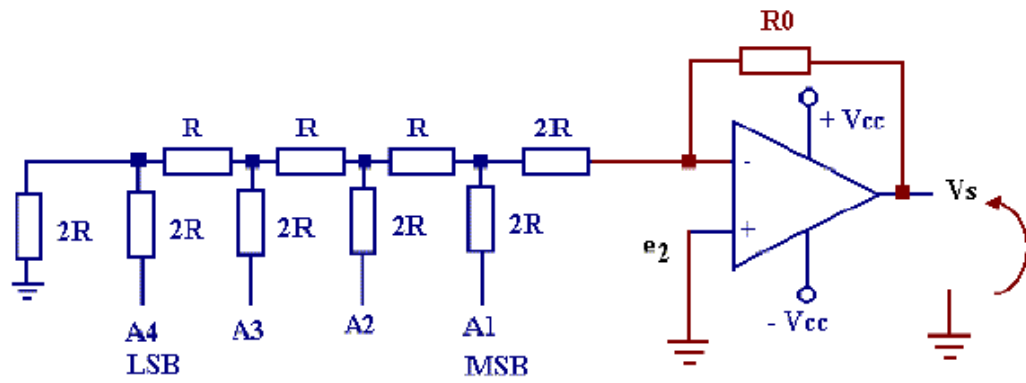 R0
+ Vcc
R R R 2R
-
2R 2R 2R 2R 2R
+
e2
Vs
A4 A3 A2 A1
LSB MSB
- Vcc